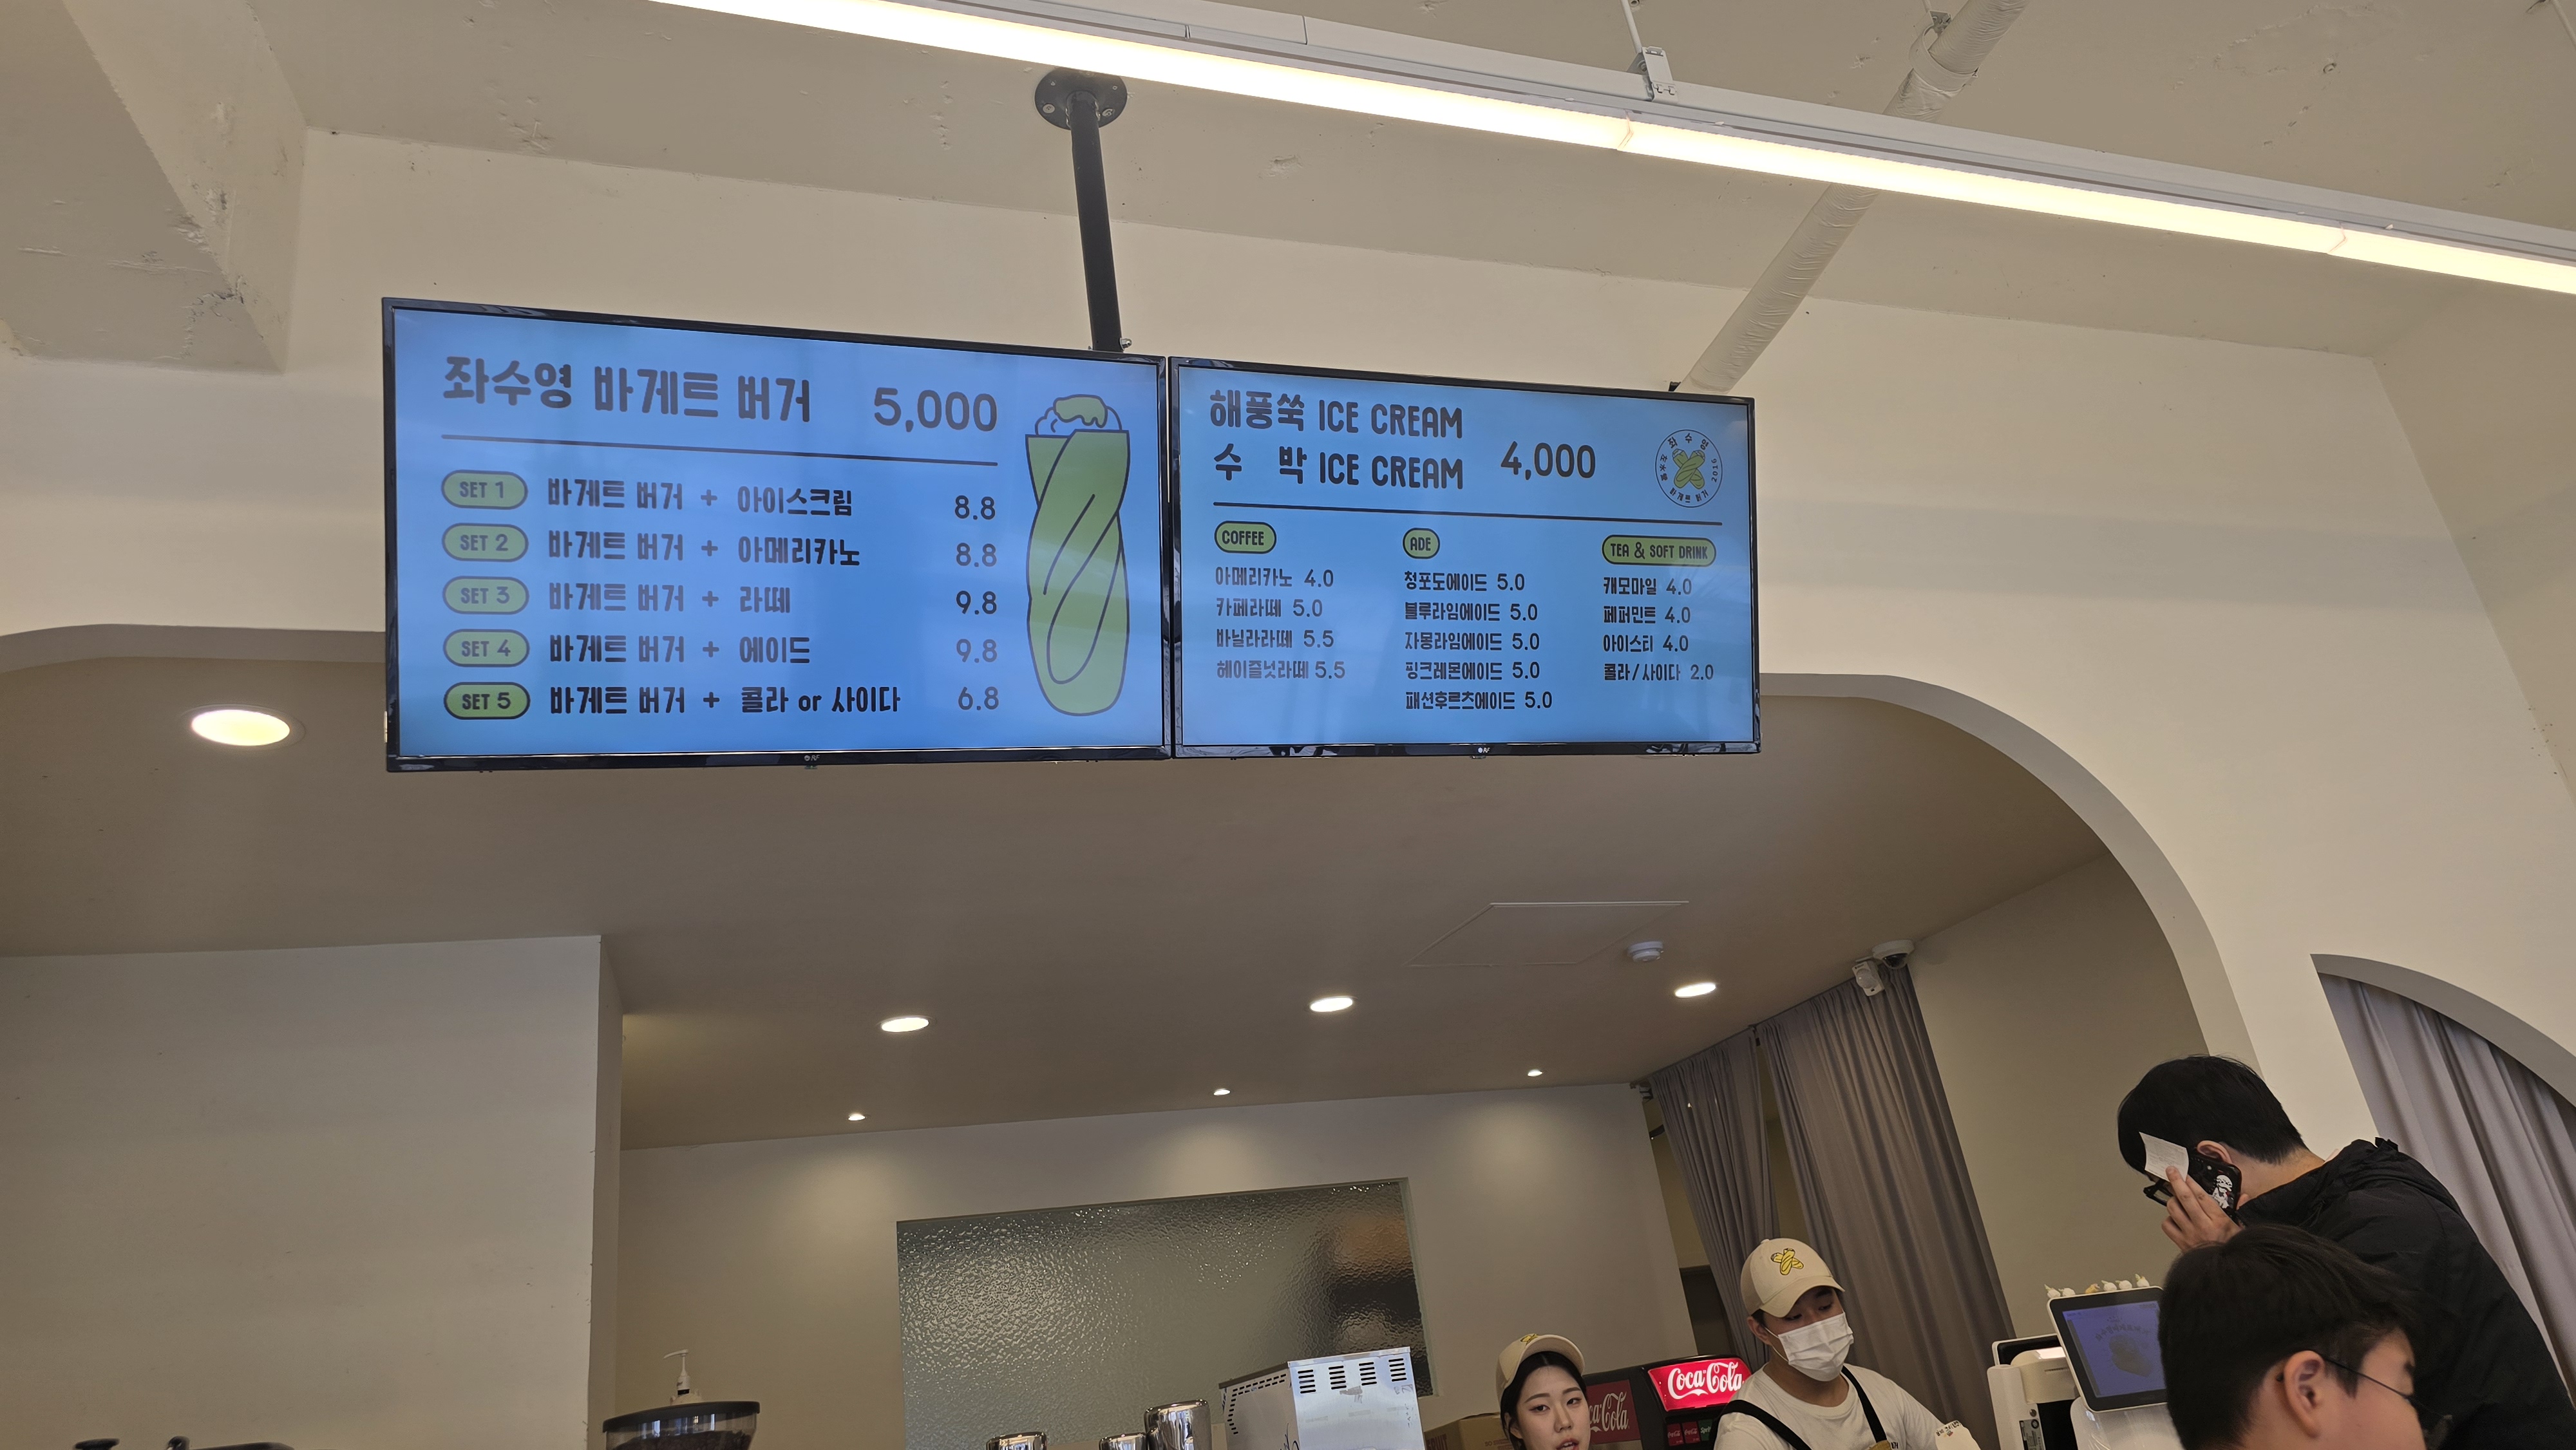 좌수영 바게트 버거 5,000
SET 1 바게트 버거 + 아이스크림 8.8
SET 2 바게트 버거 + 아메리카노 8.8
SET 3 바게트 버거 + 라떼 9.8
SET 4 바게트 버거 + 에이드 9.8
SET 5 바게트 버거 + 콜라 or 사이다 6.8
해풍쑥 ICE CREAM
수 박 ICE CREAM
4,000
좌수영
바게트 버거
2016
COFFEE
아메리카노 4.0
카페라떼 5.0
바닐라라떼 5.5
헤이즐넛라떼 5.5
ADE
청포도에이드 5.0
블루라임에이드 5.0
자몽라임에이드 5.0
핑크레몬에이드 5.0
패션후르츠에이드 5.0
TEA & SOFT DRINK
캐모마일 4.0
페퍼민트 4.0
아이스티 4.0
콜라/사이다 2.0
Coca-Cola